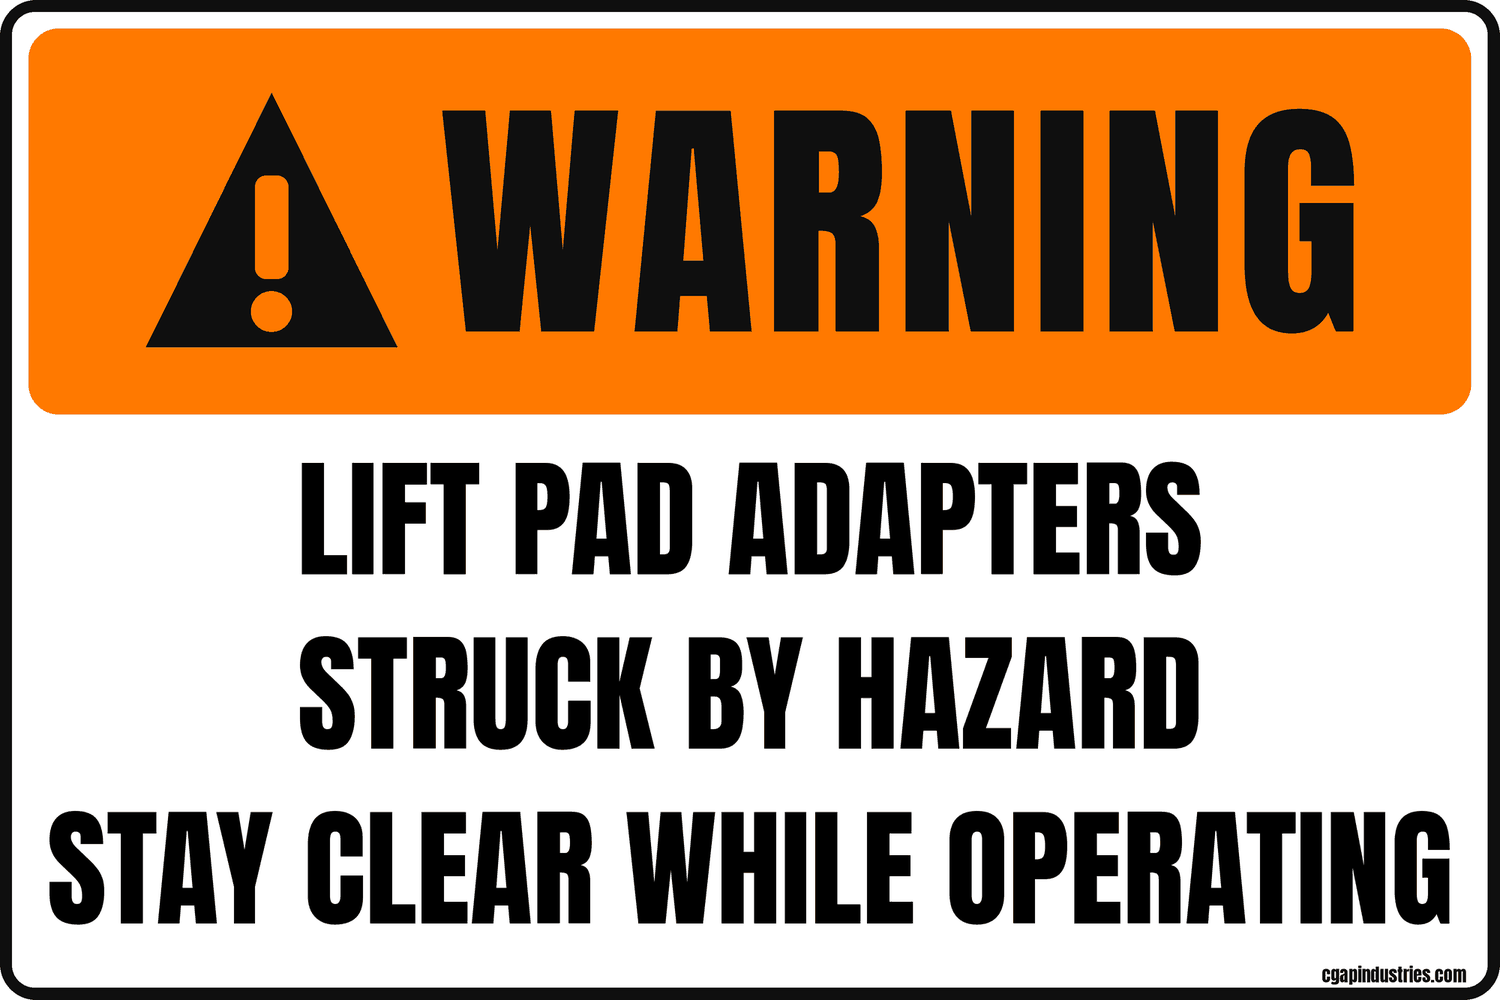 WARNING
LIFT PAD ADAPTERS
STRUCK BY HAZARD
STAY CLEAR WHILE OPERATING
cgapindustries.com